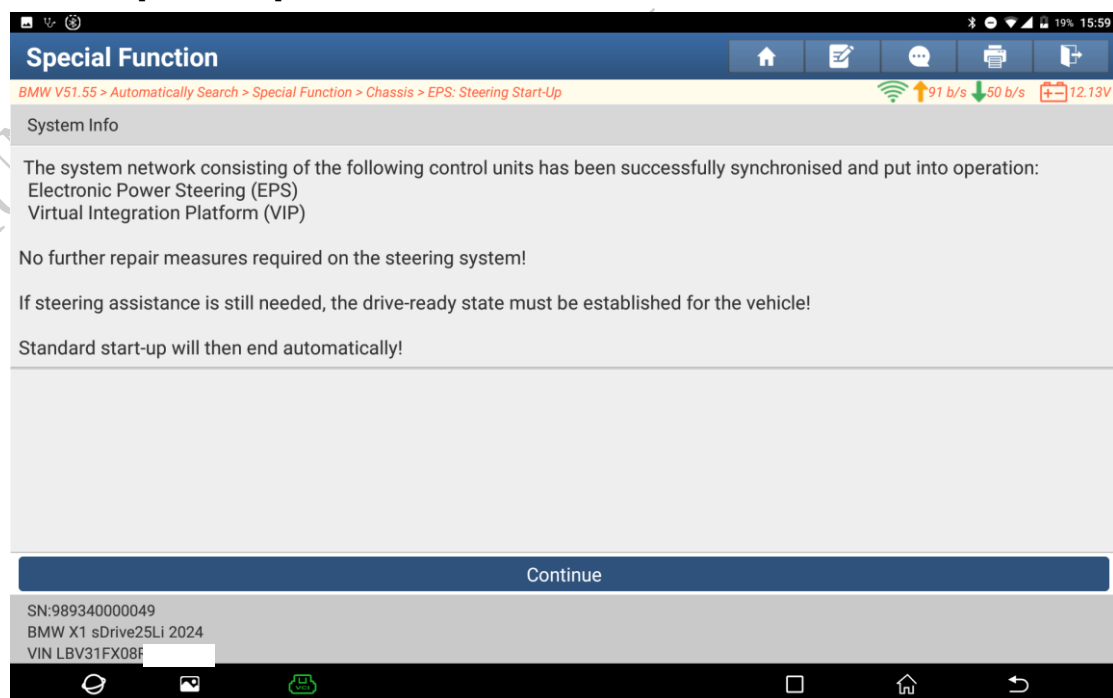 19% 15:59
Special Function
BMW V51.55 > Automatically Search > Special Function > Chassis > EPS: Steering Start-Up
91 b/s 50 b/s 12.13V
System Info
The system network consisting of the following control units has been successfully synchronised and put into operation:
Electronic Power Steering (EPS)
Virtual Integration Platform (VIP)
No further repair measures required on the steering system!
If steering assistance is still needed, the drive-ready state must be established for the vehicle!
Standard start-up will then end automatically!
Continue
SN:989340000049
BMW X1 sDrive25Li 2024
VIN LBV31FX08
VCI